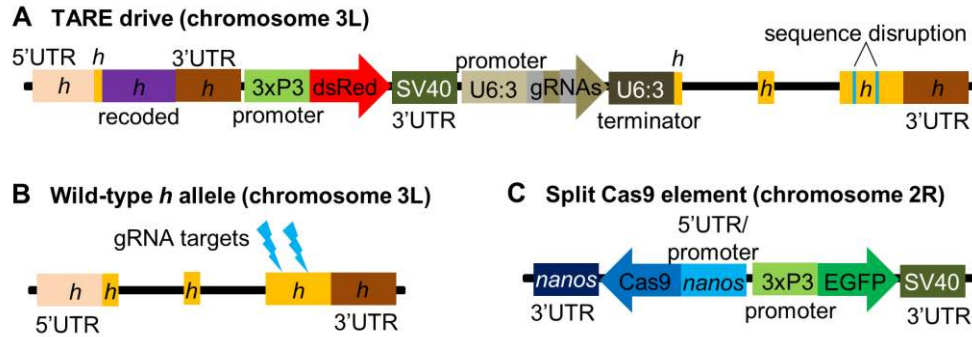 A TARE drive (chromosome 3L)
sequence disruption
5'UTR h 3'UTR promoter h
h h h 3xP3 dsRed SV40 U6:3 gRNAs U6:3 h h h
recoded promoter 3'UTR terminator 3'UTR
B Wild-type h allele (chromosome 3L)
gRNA targets
h h h h h
5'UTR 3'UTR
C Split Cas9 element (chromosome 2R)
5'UTR/
promoter
nanos Cas9 nanos 3xP3 EGFP SV40
3'UTR promoter 3'UTR